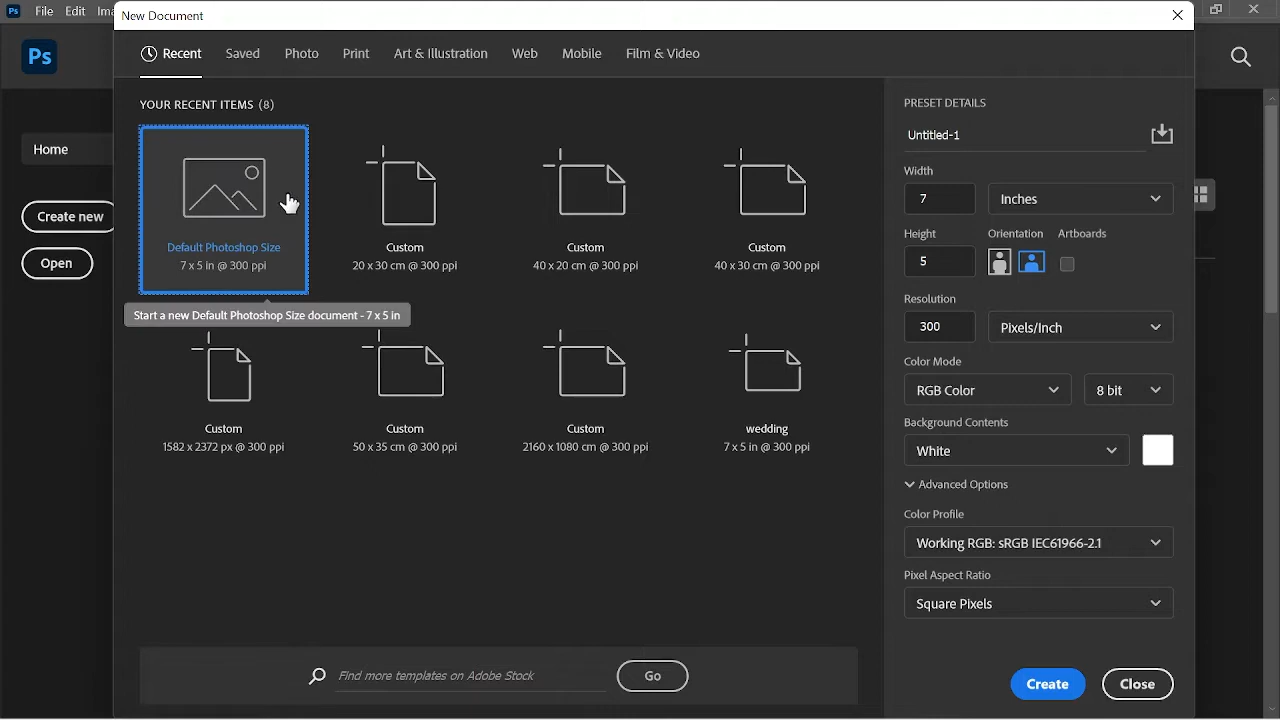 Ps File Edit Im
New Document
Ps
Recent Saved Photo Print Art & Illustration Web Mobile Film & Video
Home
Create new
Open
YOUR RECENT ITEMS (8)
Default Photoshop Size
7 x 5 in @ 300 ppi
Custom
20 x 30 cm @ 300 ppi
Custom
40 x 20 cm @ 300 ppi
Custom
40 x 30 cm @ 300 ppi
Start a new Default Photoshop Size document - 7 x 5 in
Custom
1582 x 2372 px @ 300 ppi
Custom
50 x 35 cm @ 300 ppi
Custom
2160 x 1080 cm @ 300 ppi
wedding
7 x 5 in @ 300 ppi
Find more templates on Adobe Stock Go
PRESET DETAILS
Untitled-1
Width
7 Inches
Height Orientation Artboards
5
Resolution
300 Pixels/Inch
Color Mode
RGB Color 8 bit
Background Contents
White
Advanced Options
Color Profile
Working RGB: sRGB IEC61966-2.1
Pixel Aspect Ratio
Square Pixels
Create Close